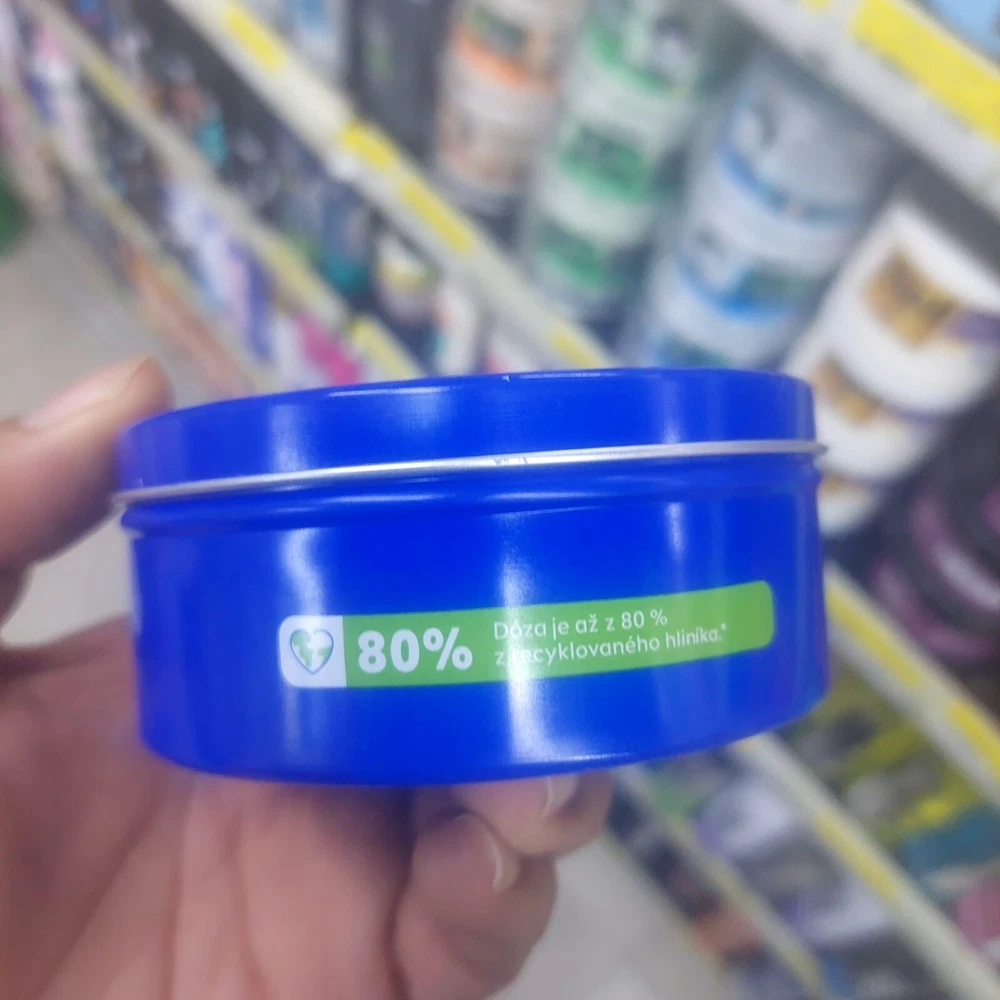 80%
Dóza je až z 80 %
z recyklovaného hliníka.*